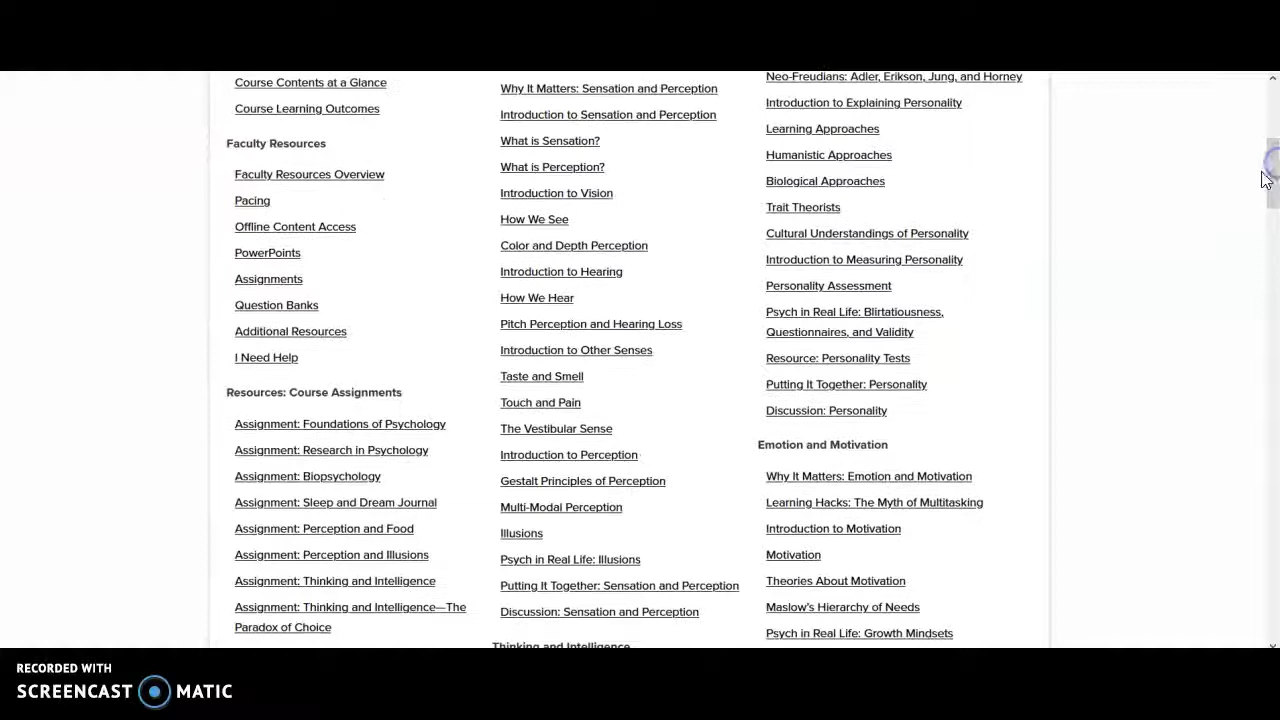 Course Contents at a Glance
Course Learning Outcomes
Faculty Resources
Faculty Resources Overview
Pacing
Offline Content Access
PowerPoints
Assignments
Question Banks
Additional Resources
I Need Help
Resources: Course Assignments
Assignment: Foundations of Psychology
Assignment: Research in Psychology
Assignment: Biopsychology
Assignment: Sleep and Dream Journal
Assignment: Perception and Food
Assignment: Perception and Illusions
Assignment: Thinking and Intelligence
Assignment: Thinking and Intelligence—The
Paradox of Choice
Why It Matters: Sensation and Perception
Introduction to Sensation and Perception
What is Sensation?
What is Perception?
Introduction to Vision
How We See
Color and Depth Perception
Introduction to Hearing
How We Hear
Pitch Perception and Hearing Loss
Introduction to Other Senses
Taste and Smell
Touch and Pain
The Vestibular Sense
Introduction to Perception
Gestalt Principles of Perception
Multi-Modal Perception
Illusions
Psych in Real Life: Illusions
Putting It Together: Sensation and Perception
Discussion: Sensation and Perception
Thinking and Intelligence
Neo-Freudians: Adler, Erikson, Jung, and Horney
Introduction to Explaining Personality
Learning Approaches
Humanistic Approaches
Biological Approaches
Trait Theorists
Cultural Understandings of Personality
Introduction to Measuring Personality
Personality Assessment
Psych in Real Life: Blirtatiousness,
Questionnaires, and Validity
Resource: Personality Tests
Putting It Together: Personality
Discussion: Personality
Emotion and Motivation
Why It Matters: Emotion and Motivation
Learning Hacks: The Myth of Multitasking
Introduction to Motivation
Motivation
Theories About Motivation
Maslow's Hierarchy of Needs
Psych in Real Life: Growth Mindsets
RECORDED WITH
SCREENCAST MATIC